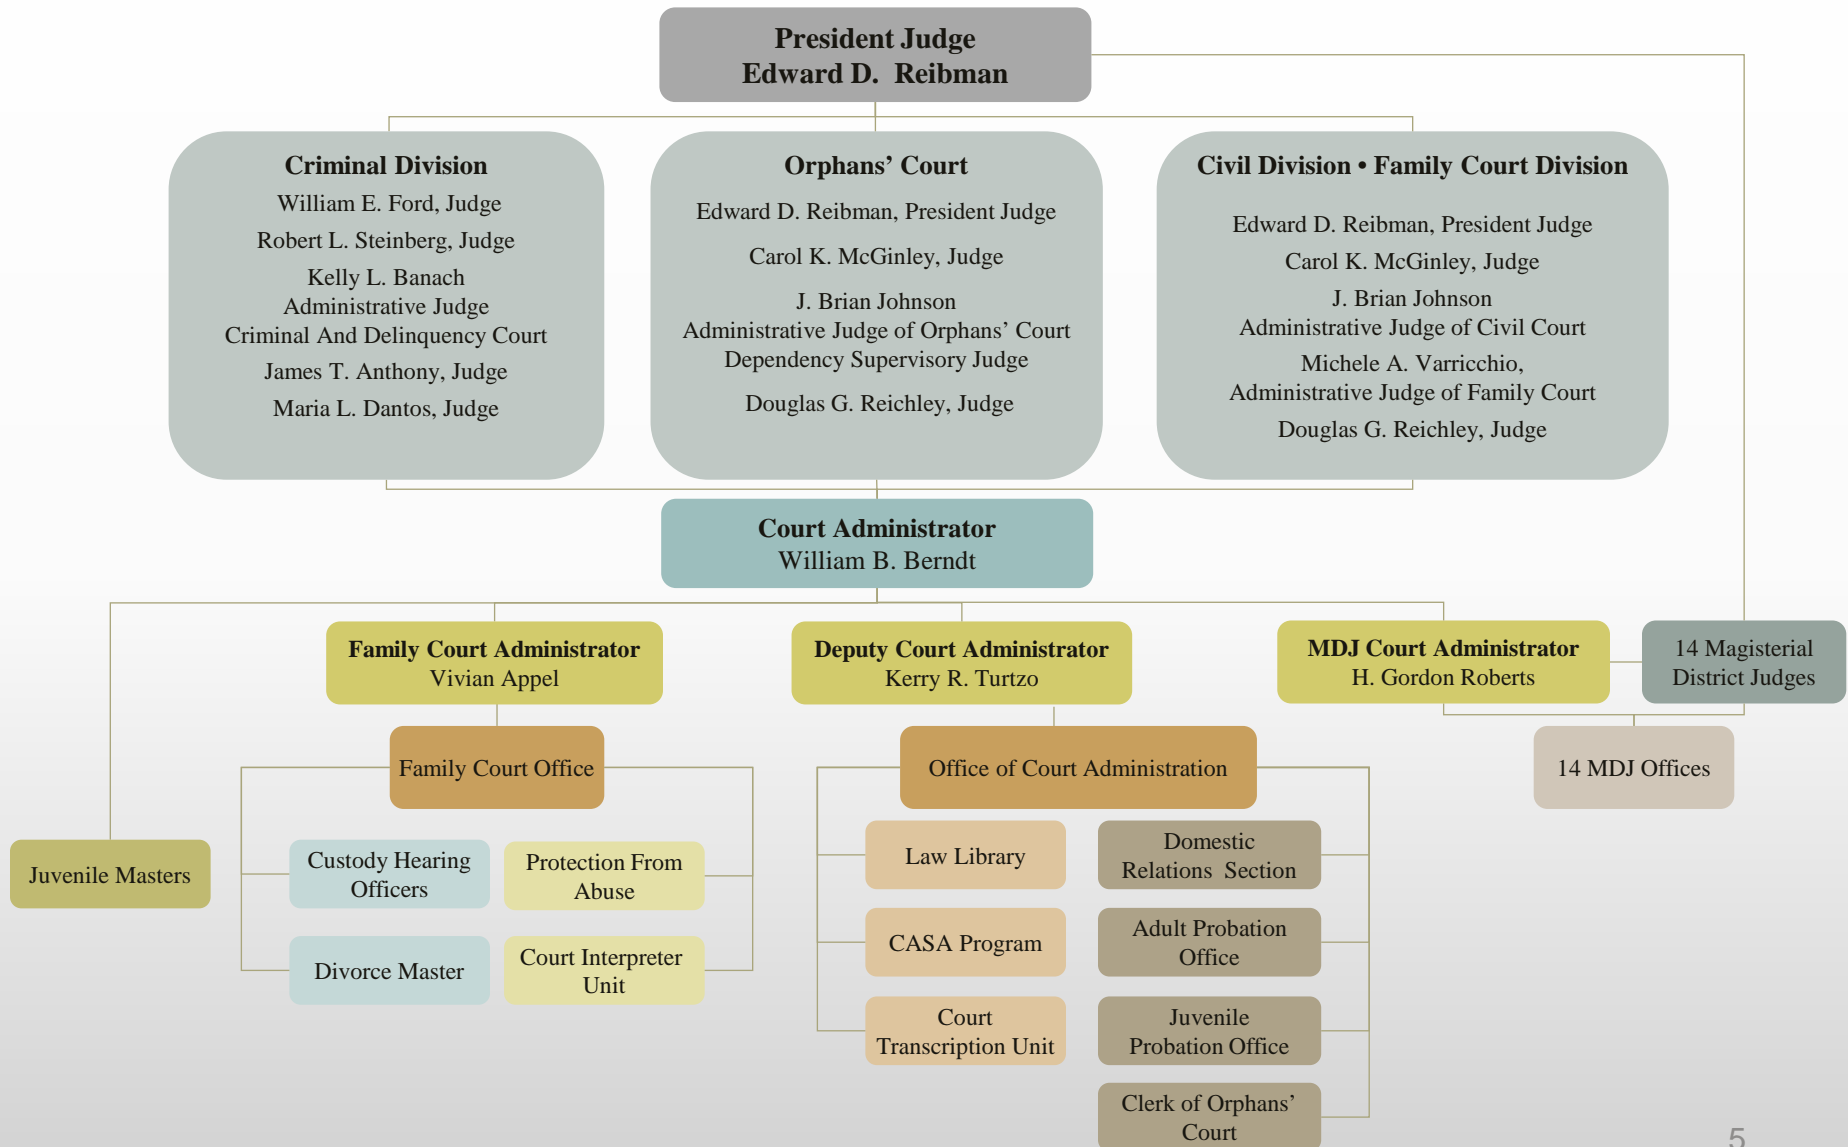 President Judge
Edward D. Reibman
Criminal Division
William E. Ford, Judge
Robert L. Steinberg, Judge
Kelly L. Banach
Administrative Judge
Criminal And Delinquency Court
James T. Anthony, Judge
Maria L. Dantos, Judge
Orphans’ Court
Edward D. Reibman, President Judge
Carol K. McGinley, Judge
J. Brian Johnson
Administrative Judge of Orphans’ Court
Dependency Supervisory Judge
Douglas G. Reichley, Judge
Civil Division • Family Court Division
Edward D. Reibman, President Judge
Carol K. McGinley, Judge
J. Brian Johnson
Administrative Judge of Civil Court
Michele A. Varricchio,
Administrative Judge of Family Court
Douglas G. Reichley, Judge
Court Administrator
William B. Berndt
Family Court Administrator
Vivian Appel
Deputy Court Administrator
Kerry R. Turtzo
MDJ Court Administrator
H. Gordon Roberts
14 Magisterial
District Judges
Family Court Office
Office of Court Administration
14 MDJ Offices
Juvenile Masters
Custody Hearing
Officers
Protection From
Abuse
Divorce Master
Court Interpreter
Unit
Law Library
Domestic
Relations Section
CASA Program
Adult Probation
Office
Court
Transcription Unit
Juvenile
Probation Office
Clerk of Orphans’
Court
5